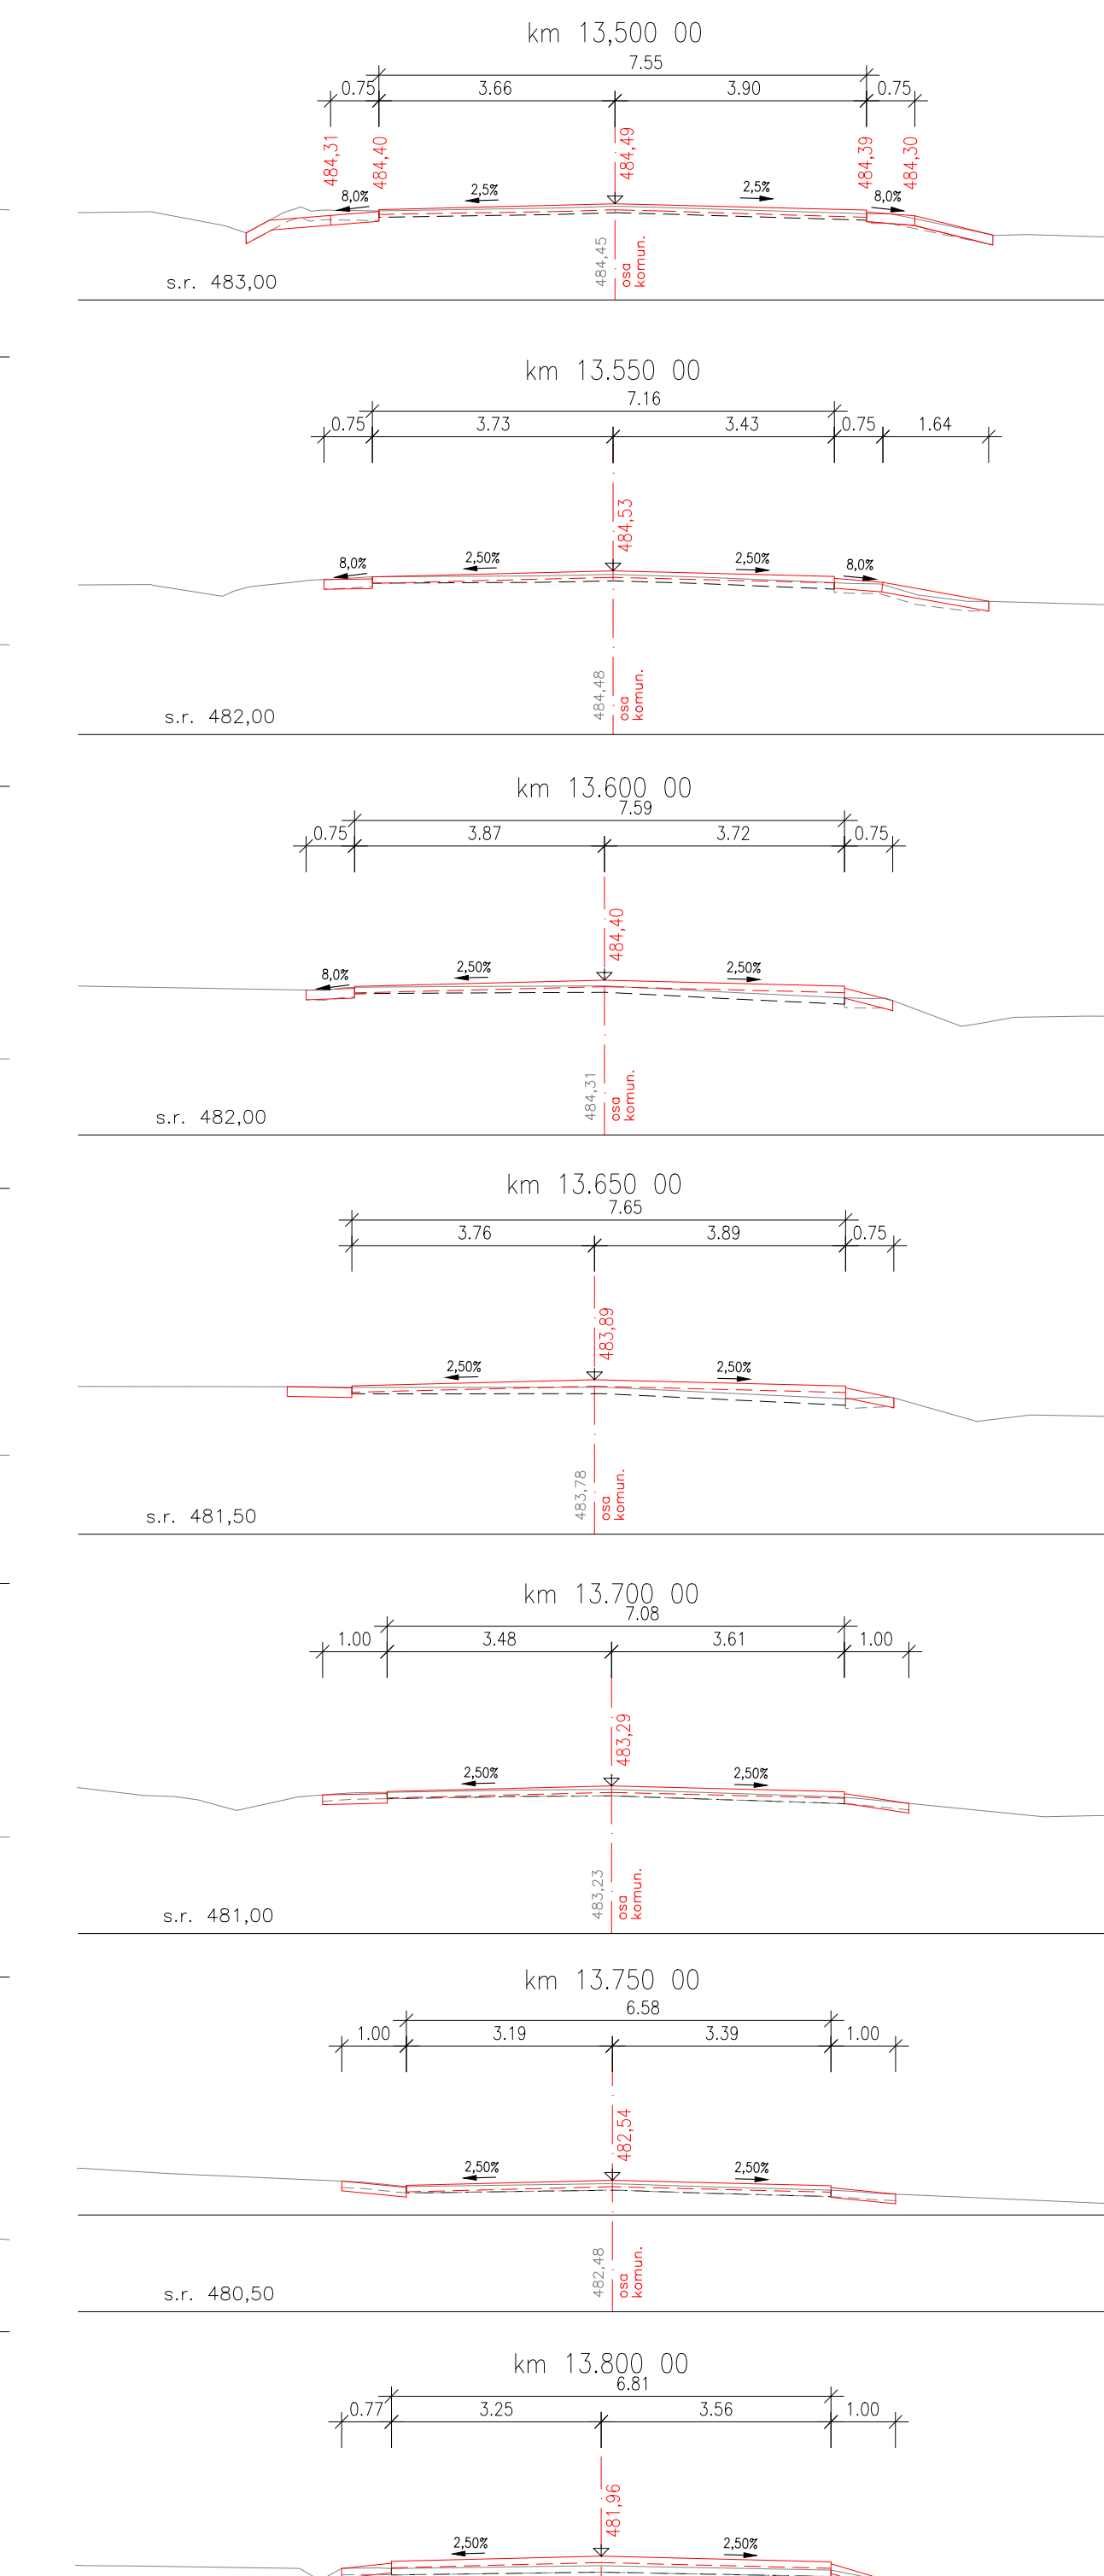 km 13,500 00
7.55
0.75 3.66 3.90 0.75
484,31 484,40 484,49 484,39 484,30
8,0% 2,5% 2,5% 8,0%
484,45 osa komun.
s.r. 483,00
km 13.550 00
7.16
0.75 3.73 3.43 0.75 1.64
484,53
8,0% 2,50% 2,50% 8,0%
484,48 osa komun.
s.r. 482,00
km 13.600 00
7.59
0.75 3.87 3.72 0.75
484,40
8,0% 2,50% 2,50%
484,31 osa komun.
s.r. 482,00
km 13.650 00
7.65
3.76 3.89 0.75
483,89
2,50% 2,50%
483,78 osa komun.
s.r. 481,50
km 13.700 00
7.08
1.00 3.48 3.61 1.00
483,29
2,50% 2,50%
483,23 osa komun.
s.r. 481,00
km 13.750 00
6.58
1.00 3.19 3.39 1.00
482,54
2,50% 2,50%
482,48 osa komun.
s.r. 480,50
km 13.800 00
6.81
0.77 3.25 3.56 1.00
481,96
2,50% 2,50%